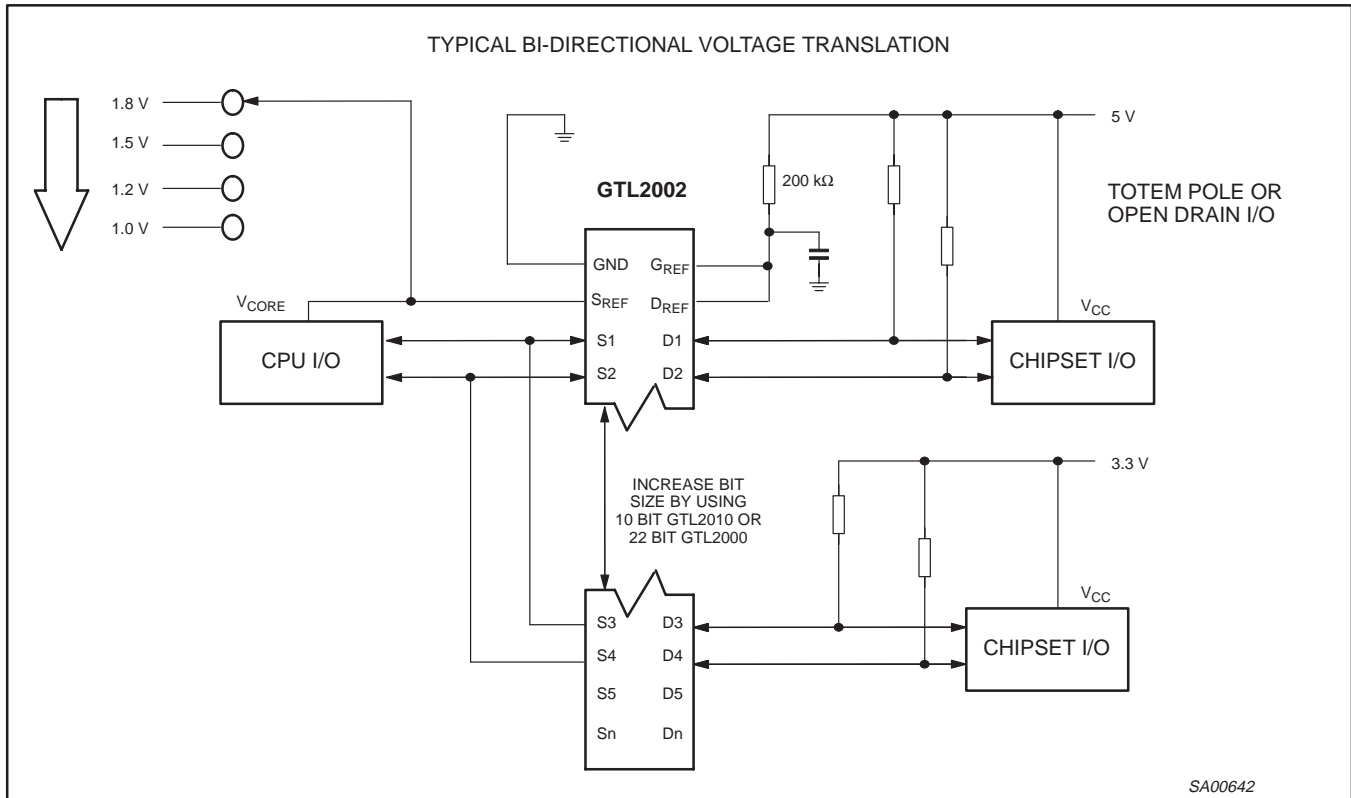 TYPICAL BI-DIRECTIONAL VOLTAGE TRANSLATION
1.8 V
1.5 V
1.2 V
1.0 V
5 V
200 kΩ
TOTEM POLE OR
OPEN DRAIN I/O
GTL2002
GND
GREF
SREF
DREF
S1
D1
S2
D2
VCORE
CPU I/O
VCC
CHIPSET I/O
INCREASE BIT
SIZE BY USING
10 BIT GTL2010 OR
22 BIT GTL2000
3.3 V
S3
D3
S4
D4
S5
D5
Sn
Dn
VCC
CHIPSET I/O
SA00642